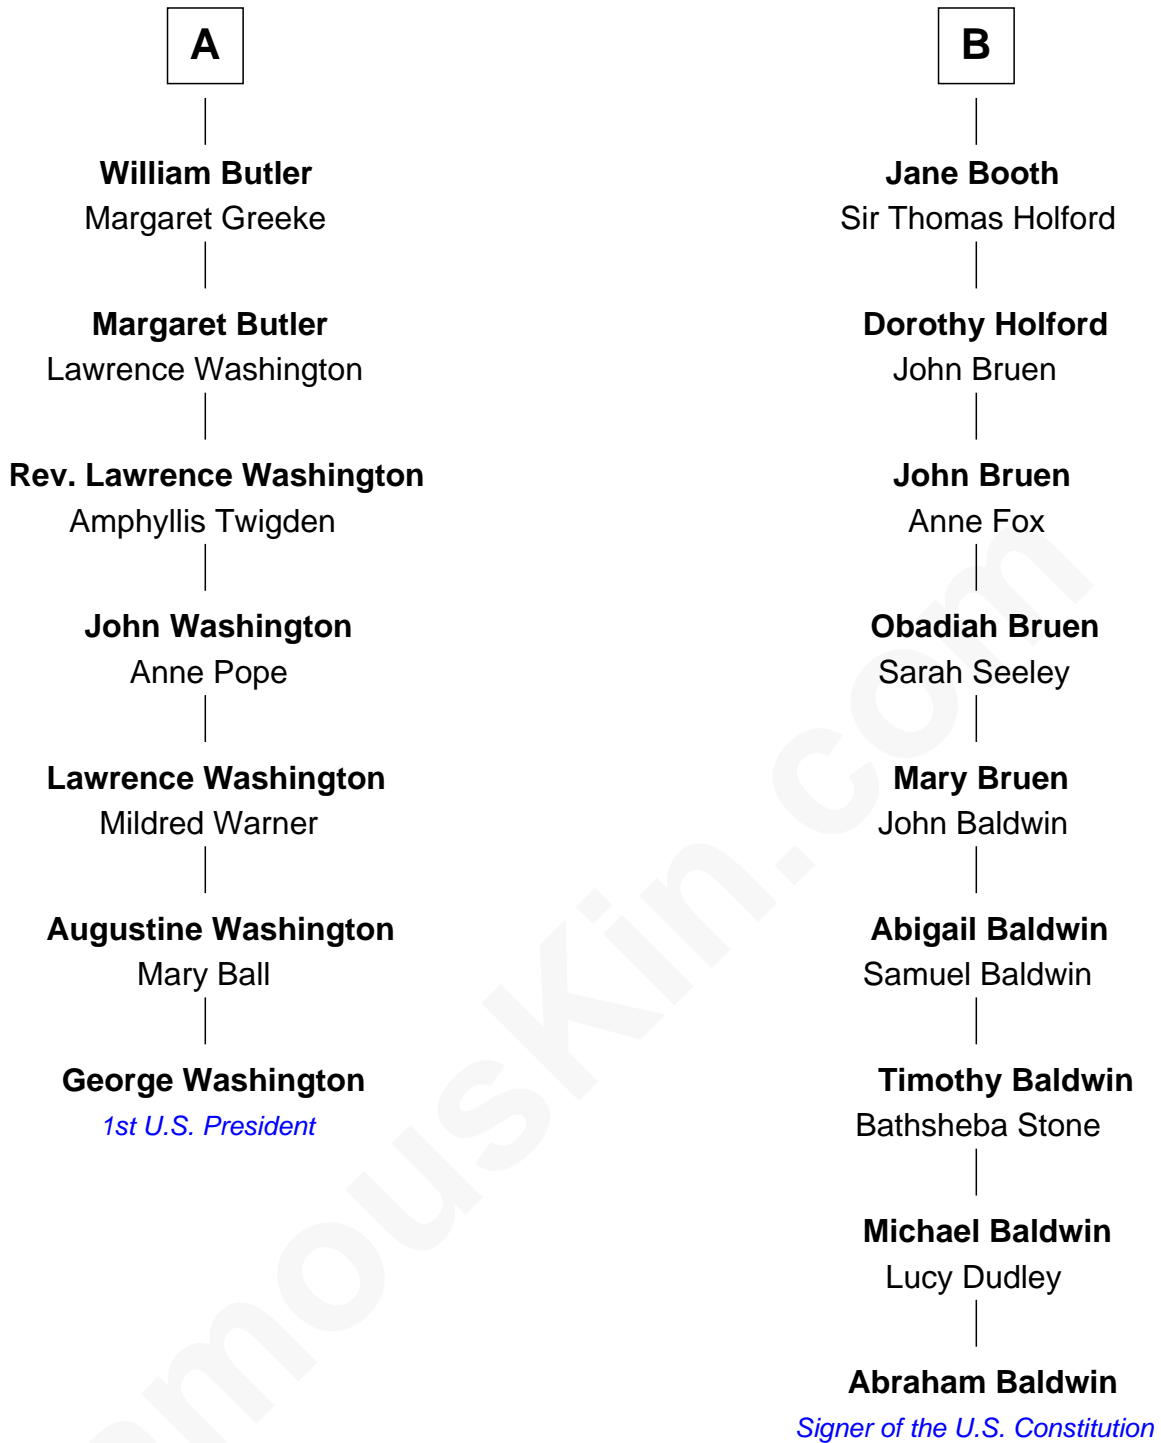 A
William Butler
Margaret Greeke
Margaret Butler
Lawrence Washington
Rev. Lawrence Washington
Amphyllis Twigden
John Washington
Anne Pope
Lawrence Washington
Mildred Warner
Augustine Washington
Mary Ball
George Washington
1st U.S. President
B
Jane Booth
Sir Thomas Holford
Dorothy Holford
John Bruen
John Bruen
Anne Fox
Obadiah Bruen
Sarah Seeley
Mary Bruen
John Baldwin
Abigail Baldwin
Samuel Baldwin
Timothy Baldwin
Bathsheba Stone
Michael Baldwin
Lucy Dudley
Abraham Baldwin
Signer of the U.S. Constitution
amousKin.com